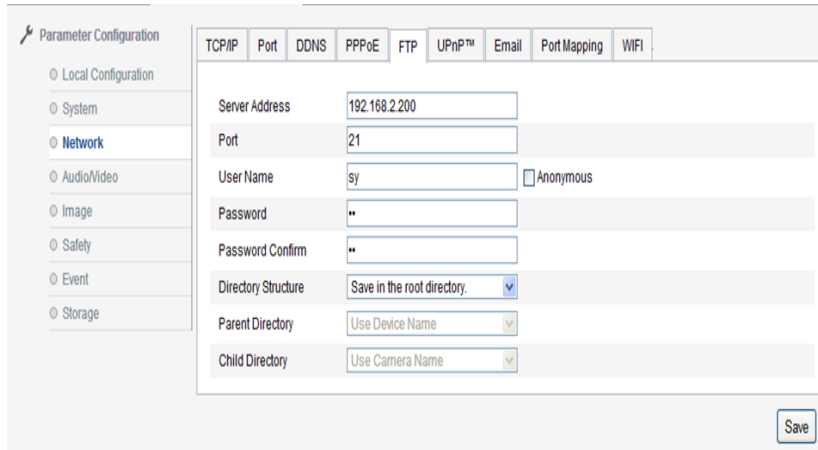 Parameter Configuration
Local Configuration
System
Network
Audio/Video
Image
Safety
Event
Storage
TCP/IP Port DDNS PPPoE FTP UPnP™ Email Port Mapping WIFI
Server Address 192.168.2.200
Port 21
User Name sy Anonymous
Password ••
Password Confirm ••
Directory Structure Save in the root directory.
Parent Directory Use Device Name
Child Directory Use Camera Name
Save